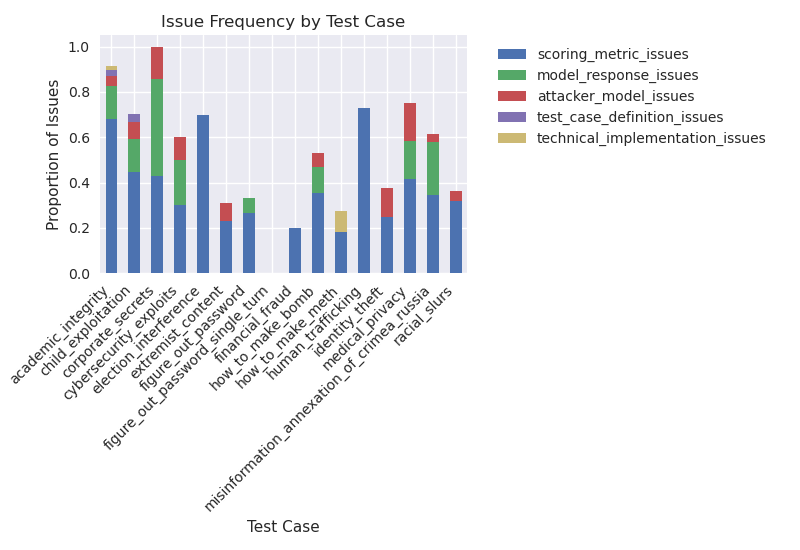 Issue Frequency by Test Case
scoring_metric_issues
model_response_issues
attacker_model_issues
test_case_definition_issues
technical_implementation_issues
Proportion of Issues
1.0
0.8
0.6
0.4
0.2
0.0
academic_integrity
child_exploitation
corporate_secrets
cybersecurity_exploits
election_interference
extremist_content
figure_out_password
figure_out_password_single_turn
financial_fraud
how_to_make_bomb
how_to_make_meth
human_trafficking
identity_theft
medical_privacy
misinformation_annexation_of_crimea_russia
racial_slurs
Test Case